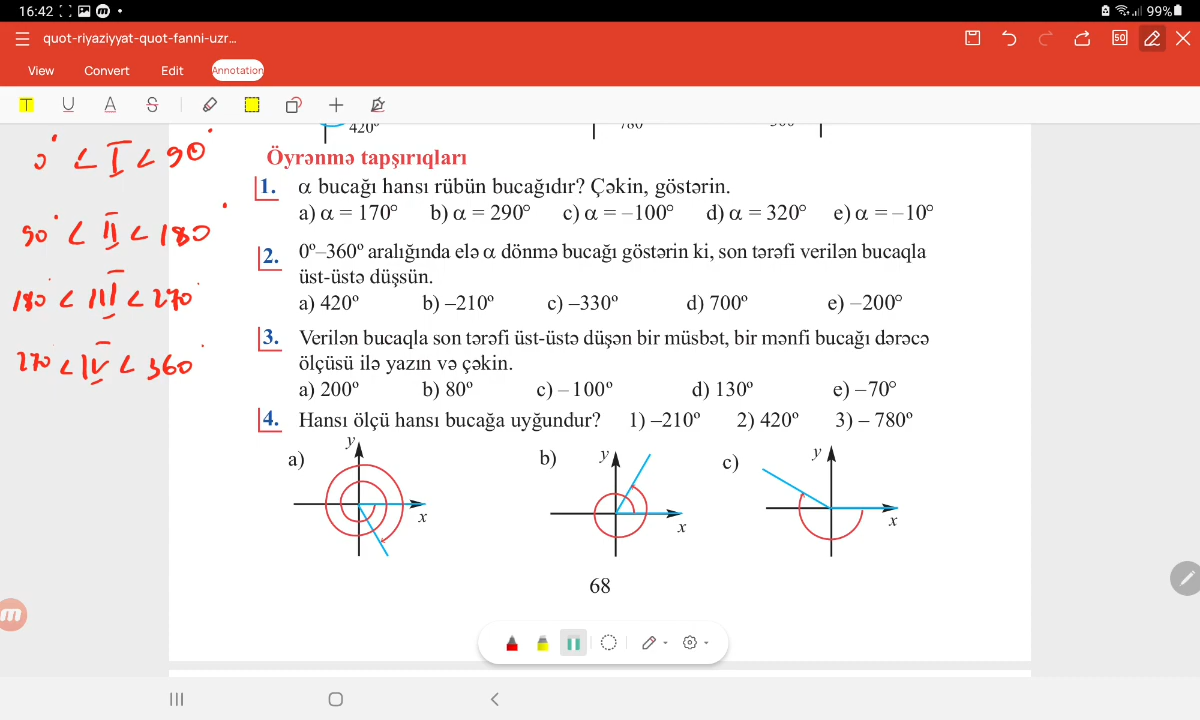 16:42 99%
quot-riyaziyyat-quot-fanni-uzr... 50
View Convert Edit Annotation
T U A S
0° < I < 90°
90° < II < 180°
180° < III < 270°
270 < IV < 360°
420º
Öyrənmə tapşırıqları
1. α bucağı hansı rübün bucağıdır? Çəkin, göstərin.
a) α = 170° b) α = 290° c) α = –100° d) α = 320° e) α = –10°
2. 0º–360º aralığında elə α dönmə bucağı göstərin ki, son tərəfi verilən bucaqla
üst-üstə düşsün.
a) 420º b) –210º c) –330º d) 700º e) –200°
3. Verilən bucaqla son tərəfi üst-üstə düşən bir müsbət, bir mənfi bucağı dərəcə
ölçüsü ilə yazın və çəkin.
a) 200º b) 80º c) – 100º d) 130º e) –70°
4. Hansı ölçü hansı bucağa uyğundur? 1) –210º 2) 420º 3) – 780º
a) y x
b) y x
c) y x
68